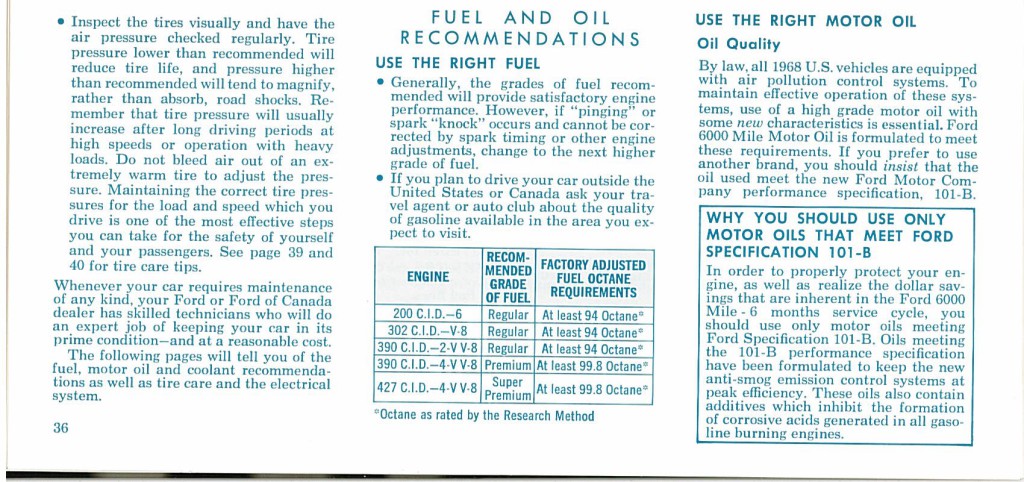 • Inspect the tires visually and have the
air pressure checked regularly. Tire
pressure lower than recommended will
reduce tire life, and pressure higher
than recommended will tend to magnify,
rather than absorb, road shocks. Re-
member that tire pressure will usually
increase after long driving periods at
high speeds or operation with heavy
loads. Do not bleed air out of an ex-
tremely warm tire to adjust the pres-
sure. Maintaining the correct tire pres-
sures for the load and speed which you
drive is one of the most effective steps
you can take for the safety of yourself
and your passengers. See page 39 and
40 for tire care tips.
Whenever your car requires maintenance
of any kind, your Ford or Ford of Canada
dealer has skilled technicians who will do
an expert job of keeping your car in its
prime condition—and at a reasonable cost.
The following pages will tell you of the
fuel, motor oil and coolant recommenda-
tions as well as tire care and the electrical
system.
36
FUEL AND OIL
RECOMMENDATIONS
USE THE RIGHT FUEL
• Generally, the grades of fuel recom-
mended will provide satisfactory engine
performance. However, if "pinging" or
spark "knock" occurs and cannot be cor-
rected by spark timing or other engine
adjustments, change to the next higher
grade of fuel.
• If you plan to drive your car outside the
United States or Canada ask your tra-
vel agent or auto club about the quality
of gasoline available in the area you ex-
pect to visit.
ENGINE
RECOM-
MENDED
GRADE
OF FUEL
FACTORY ADJUSTED
FUEL OCTANE
REQUIREMENTS
200 C.I.D.—6 Regular At least 94 Octane*
302 C.I.D.—V-8 Regular At least 94 Octane*
390 C.I.D.—2-V V-8 Regular At least 94 Octane*
390 C.I.D.—4-V V-8 Premium At least 99.8 Octane*
427 C.I.D.—4-V V-8 Super Premium At least 99.8 Octane*
*Octane as rated by the Research Method
USE THE RIGHT MOTOR OIL
Oil Quality
By law, all 1968 U.S. vehicles are equipped
with air pollution control systems. To
maintain effective operation of these sys-
tems, use of a high grade motor oil with
some new characteristics is essential. Ford
6000 Mile Motor Oil is formulated to meet
these requirements. If you prefer to use
another brand, you should insist that the
oil used meet the new Ford Motor Com-
pany performance specification, 101-B.
WHY YOU SHOULD USE ONLY
MOTOR OILS THAT MEET FORD
SPECIFICATION 101-B
In order to properly protect your en-
gine, as well as realize the dollar sav-
ings that are inherent in the Ford 6000
Mile - 6 months service cycle, you
should use only motor oils meeting
Ford Specification 101-B. Oils meeting
the 101-B performance specification
have been formulated to keep the new
anti-smog emission control systems at
peak efficiency. These oils also contain
additives which inhibit the formation
of corrosive acids generated in all gaso-
line burning engines.